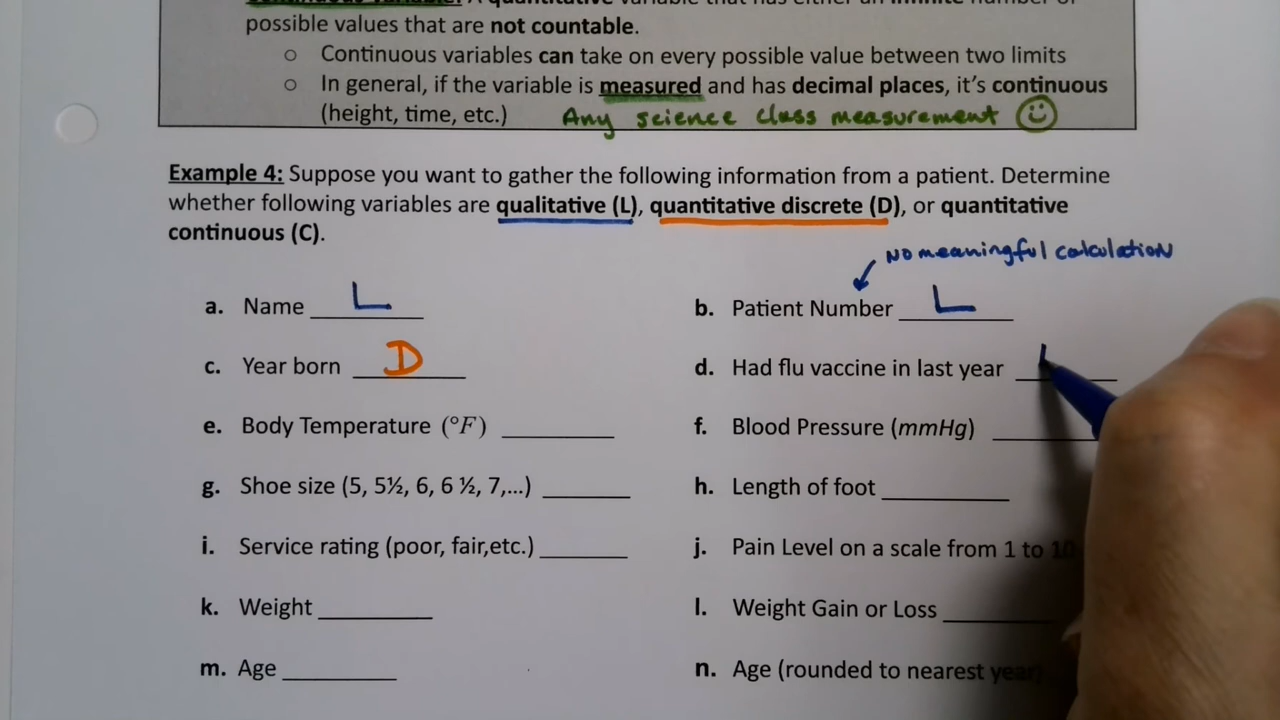 possible values that are not countable.
○ Continuous variables can take on every possible value between two limits
○ In general, if the variable is measured and has decimal places, it's continuous
(height, time, etc.) Any science class measurement ☺
Example 4: Suppose you want to gather the following information from a patient. Determine
whether following variables are qualitative (L), quantitative discrete (D), or quantitative
continuous (C).
No meaningful calculation
a. Name L
b. Patient Number L
c. Year born D
d. Had flu vaccine in last year
e. Body Temperature (°F)
f. Blood Pressure (mmHg)
g. Shoe size (5, 5½, 6, 6 ½, 7,...)
h. Length of foot
i. Service rating (poor, fair,etc.)
j. Pain Level on a scale from 1 to 10
k. Weight
l. Weight Gain or Loss
m. Age
n. Age (rounded to nearest year)